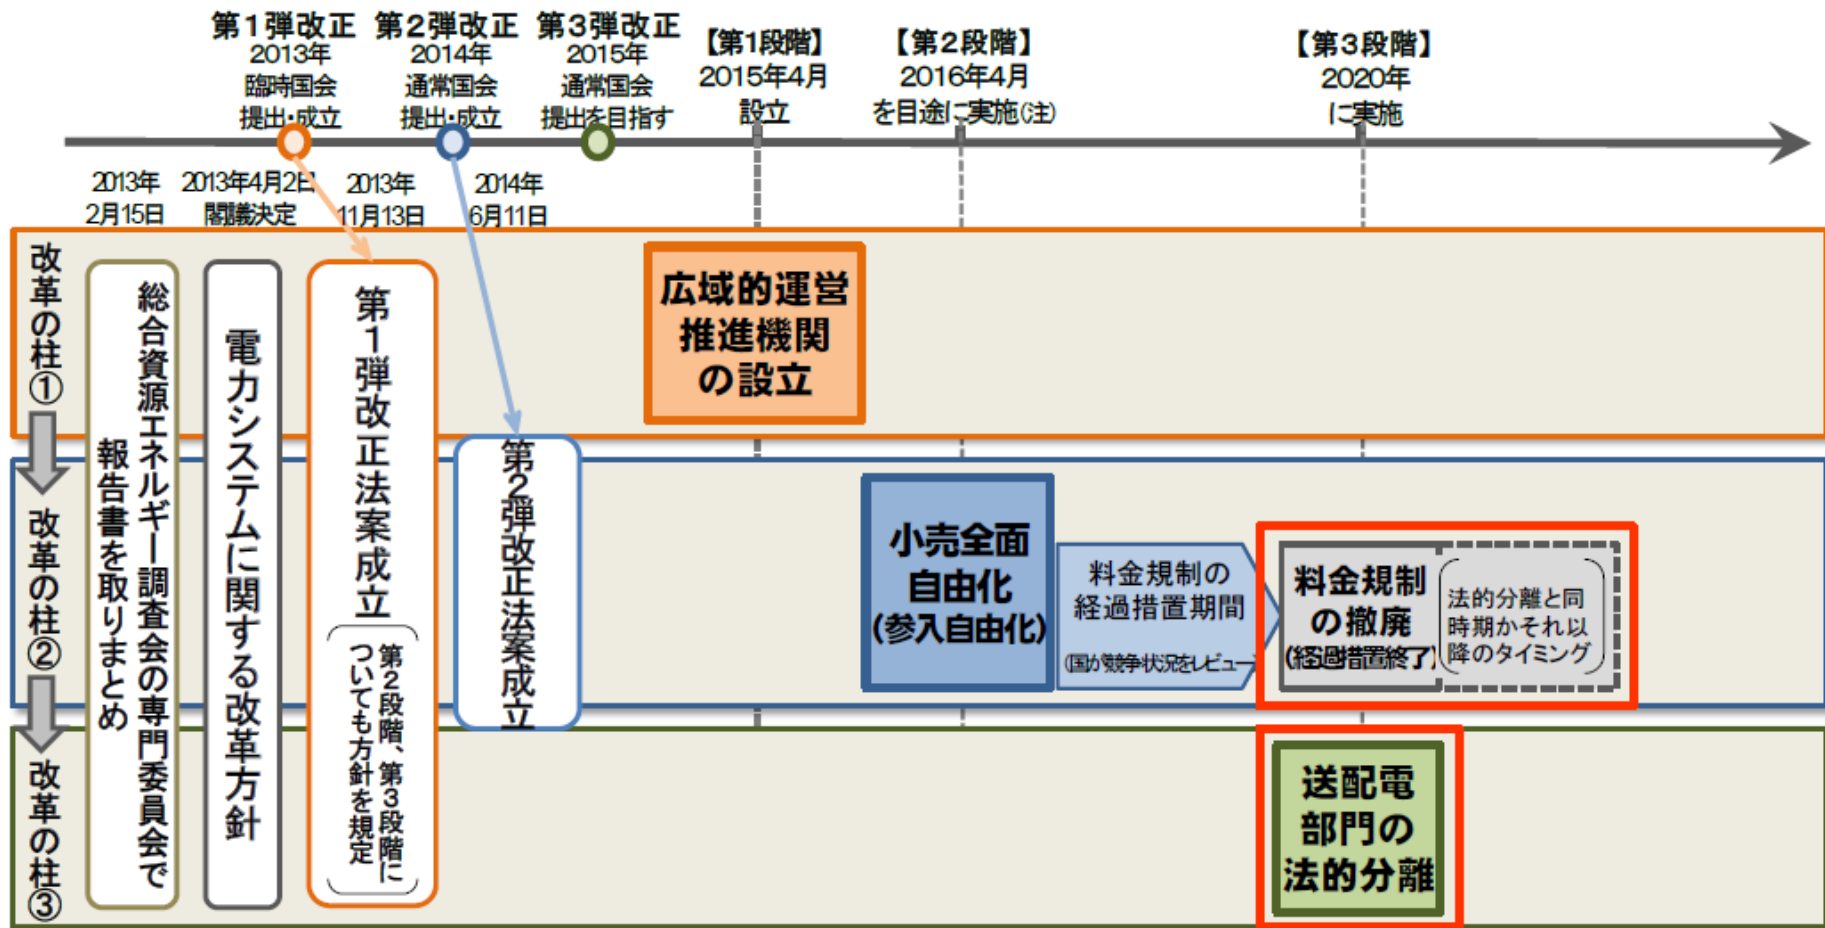 第1弾改正
2013年
臨時国会
提出・成立
第2弾改正
2014年
通常国会
提出・成立
第3弾改正
2015年
通常国会
提出を目指す
【第1段階】
2015年4月
設立
【第2段階】
2016年4月
を目途に実施(注)
【第3段階】
2020年
に実施
2013年
2月15日
2013年4月2日
閣議決定
2013年
11月13日
2014年
6月11日
改革の柱①
改革の柱②
改革の柱③
総合資源エネルギー調査会の専門委員会で
報告書を取りまとめ
電力システムに関する改革方針
第1弾改正法案成立
第2段階、第3段階に
ついても方針を規定
第2弾改正法案成立
広域的運営
推進機関
の設立
小売全面
自由化
(参入自由化)
料金規制の
経過措置期間
(国が競争状況をレビュー)
料金規制
の撤廃
(経過措置終了)
法的分離と同
時期かそれ以
降のタイミング
送配電
部門の
法的分離